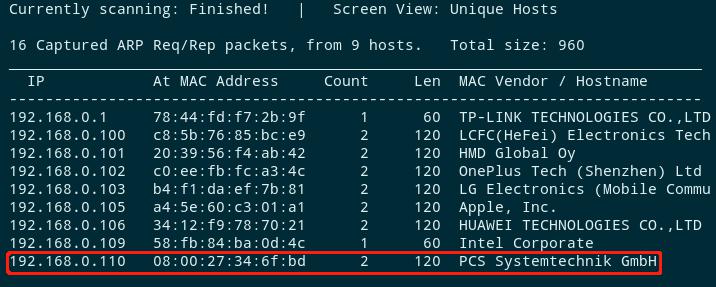 Currently scanning: Finished!   |   Screen View: Unique Hosts
16 Captured ARP Req/Rep packets, from 9 hosts.   Total size: 960
_____________________________________________________________________________
IP            At MAC Address     Count     Len  MAC Vendor / Hostname
-----------------------------------------------------------------------------
192.168.0.1     78:44:fd:f7:2b:9f      1      60  TP-LINK TECHNOLOGIES CO.,LTD
192.168.0.100   c8:5b:76:85:bc:e9      2     120  LCFC(HeFei) Electronics Tech
192.168.0.101   20:39:56:f4:ab:42      2     120  HMD Global Oy
192.168.0.102   c0:ee:fb:fc:a3:4c      2     120  OnePlus Tech (Shenzhen) Ltd
192.168.0.103   b4:f1:da:ef:7b:81      2     120  LG Electronics (Mobile Commu
192.168.0.105   a4:5e:60:c3:01:a1      2     120  Apple, Inc.
192.168.0.106   34:12:f9:78:70:21      2     120  HUAWEI TECHNOLOGIES CO.,LTD
192.168.0.109   58:fb:84:ba:0d:4c      1      60  Intel Corporate
192.168.0.110   08:00:27:34:6f:bd      2     120  PCS Systemtechnik GmbH